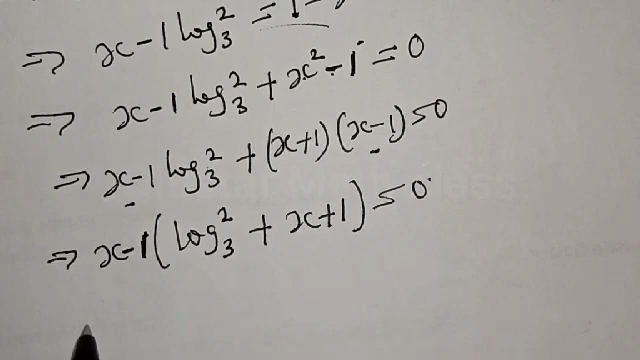 ⇒ x-1 log₃² = 1-
⇒ x-1 log₃² + x² - 1 = 0
⇒ x-1 log₃² + (x+1)(x-1) = 0
⇒ x-1(log₃² + x+1) = 0